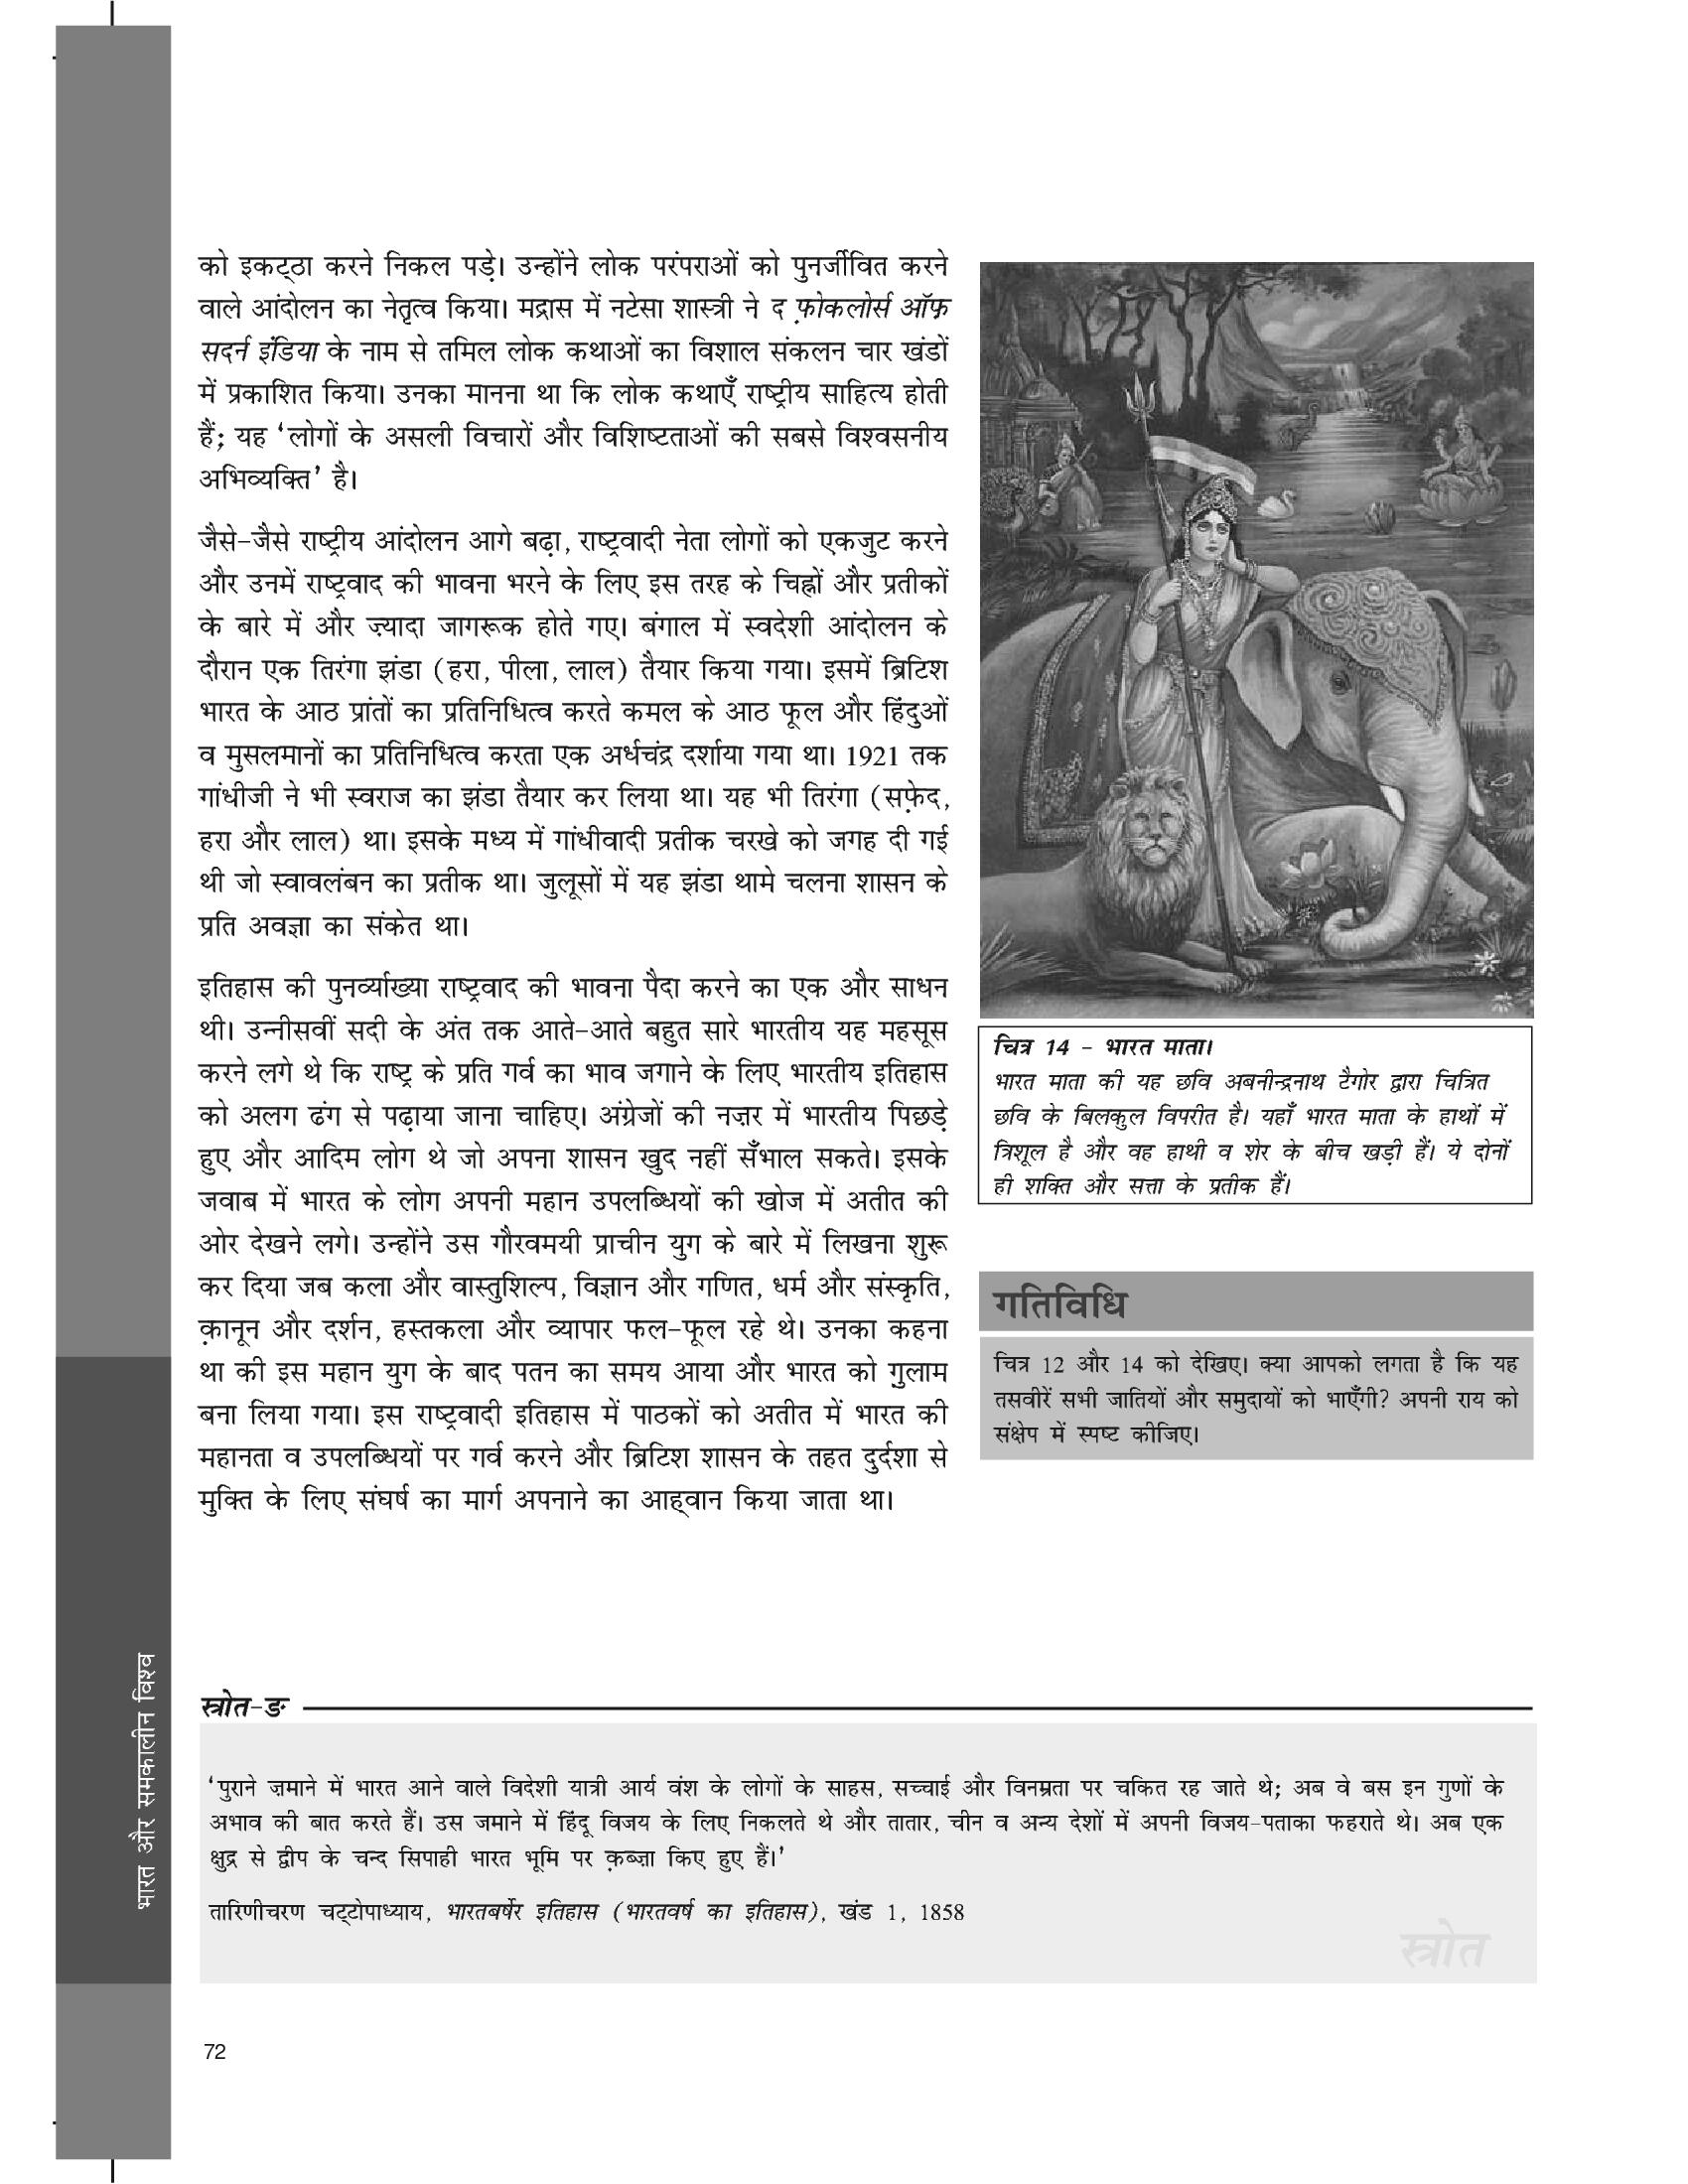 को इकट्ठा करने निकल पड़े। उन्होंने लोक परंपराओं को पुनर्जीवित करने
वाले आंदोलन का नेतृत्व किया। मद्रास में नटेसा शास्त्री ने द फ़ोकलोर्स ऑफ़
सदर्न इंडिया के नाम से तमिल लोक कथाओं का विशाल संकलन चार खंडों
में प्रकाशित किया। उनका मानना था कि लोक कथाएँ राष्ट्रीय साहित्य होती
हैं; यह ‘लोगों के असली विचारों और विशिष्टताओं की सबसे विश्वसनीय
अभिव्यक्ति’ है।
जैसे-जैसे राष्ट्रीय आंदोलन आगे बढ़ा, राष्ट्रवादी नेता लोगों को एकजुट करने
और उनमें राष्ट्रवाद की भावना भरने के लिए इस तरह के चिह्नों और प्रतीकों
के बारे में और ज़्यादा जागरूक होते गए। बंगाल में स्वदेशी आंदोलन के
दौरान एक तिरंगा झंडा (हरा, पीला, लाल) तैयार किया गया। इसमें ब्रिटिश
भारत के आठ प्रांतों का प्रतिनिधित्व करते कमल के आठ फूल और हिंदुओं
व मुसलमानों का प्रतिनिधित्व करता एक अर्धचंद्र दर्शाया गया था। 1921 तक
गांधीजी ने भी स्वराज का झंडा तैयार कर लिया था। यह भी तिरंगा (सफ़ेद,
हरा और लाल) था। इसके मध्य में गांधीवादी प्रतीक चरखे को जगह दी गई
थी जो स्वावलंबन का प्रतीक था। जुलूसों में यह झंडा थामे चलना शासन के
प्रति अवज्ञा का संकेत था।
इतिहास की पुनर्व्याख्या राष्ट्रवाद की भावना पैदा करने का एक और साधन
थी। उन्नीसवीं सदी के अंत तक आते-आते बहुत सारे भारतीय यह महसूस
करने लगे थे कि राष्ट्र के प्रति गर्व का भाव जगाने के लिए भारतीय इतिहास
को अलग ढंग से पढ़ाया जाना चाहिए। अंग्रेजों की नज़र में भारतीय पिछड़े
हुए और आदिम लोग थे जो अपना शासन खुद नहीं सँभाल सकते। इसके
जवाब में भारत के लोग अपनी महान उपलब्धियों की खोज में अतीत की
ओर देखने लगे। उन्होंने उस गौरवमयी प्राचीन युग के बारे में लिखना शुरू
कर दिया जब कला और वास्तुशिल्प, विज्ञान और गणित, धर्म और संस्कृति,
क़ानून और दर्शन, हस्तकला और व्यापार फल-फूल रहे थे। उनका कहना
था की इस महान युग के बाद पतन का समय आया और भारत को ग़ुलाम
बना लिया गया। इस राष्ट्रवादी इतिहास में पाठकों को अतीत में भारत की
महानता व उपलब्धियों पर गर्व करने और ब्रिटिश शासन के तहत दुर्दशा से
मुक्ति के लिए संघर्ष का मार्ग अपनाने का आह्वान किया जाता था।
चित्र 14 – भारत माता।
भारत माता की यह छवि अबनीन्द्रनाथ टैगोर द्वारा चित्रित
छवि के बिलकुल विपरीत है। यहाँ भारत माता के हाथों में
त्रिशूल है और वह हाथी व शेर के बीच खड़ी हैं। ये दोनों
ही शक्ति और सत्ता के प्रतीक हैं।
गतिविधि
चित्र 12 और 14 को देखिए। क्या आपको लगता है कि यह
तसवीरें सभी जातियों और समुदायों को भाएँगी? अपनी राय को
संक्षेप में स्पष्ट कीजिए।
स्त्रोत-ङ
‘पुराने ज़माने में भारत आने वाले विदेशी यात्री आर्य वंश के लोगों के साहस, सच्चाई और विनम्रता पर चकित रह जाते थे; अब वे बस इन गुणों के
अभाव की बात करते हैं। उस जमाने में हिंदू विजय के लिए निकलते थे और तातार, चीन व अन्य देशों में अपनी विजय-पताका फहराते थे। अब एक
क्षुद्र से द्वीप के चन्द सिपाही भारत भूमि पर क़ब्ज़ा किए हुए हैं।’
तारिणीचरण चट्टोपाध्याय, भारतबर्षेर इतिहास (भारतवर्ष का इतिहास), खंड 1, 1858
स्त्रोत
भारत और समकालीन विश्व
72